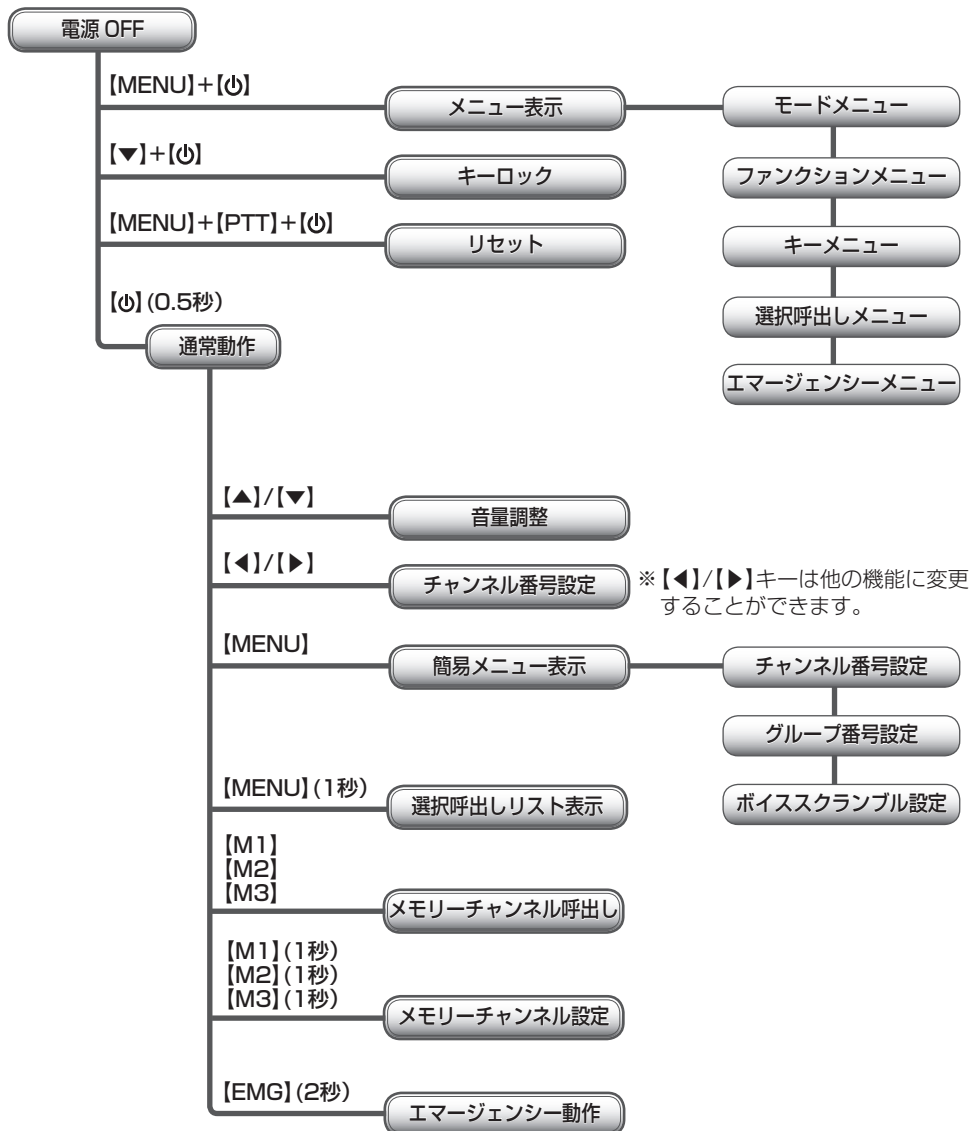 電源 OFF
【MENU】+【⏻】
メニュー表示
モードメニュー
【▼】+【⏻】
キーロック
ファンクションメニュー
【MENU】+【PTT】+【⏻】
リセット
キーメニュー
【⏻】(0.5秒)
選択呼出しメニュー
通常動作
エマージェンシーメニュー
【▲】/【▼】
音量調整
【◀】/【▶】
チャンネル番号設定
※【◀】/【▶】キーは他の機能に変更
することができます。
【MENU】
簡易メニュー表示
チャンネル番号設定
グループ番号設定
ボイススクランブル設定
【MENU】(1秒)
選択呼出しリスト表示
【M1】
【M2】
【M3】
メモリーチャンネル呼出し
【M1】(1秒)
【M2】(1秒)
【M3】(1秒)
メモリーチャンネル設定
【EMG】(2秒)
エマージェンシー動作